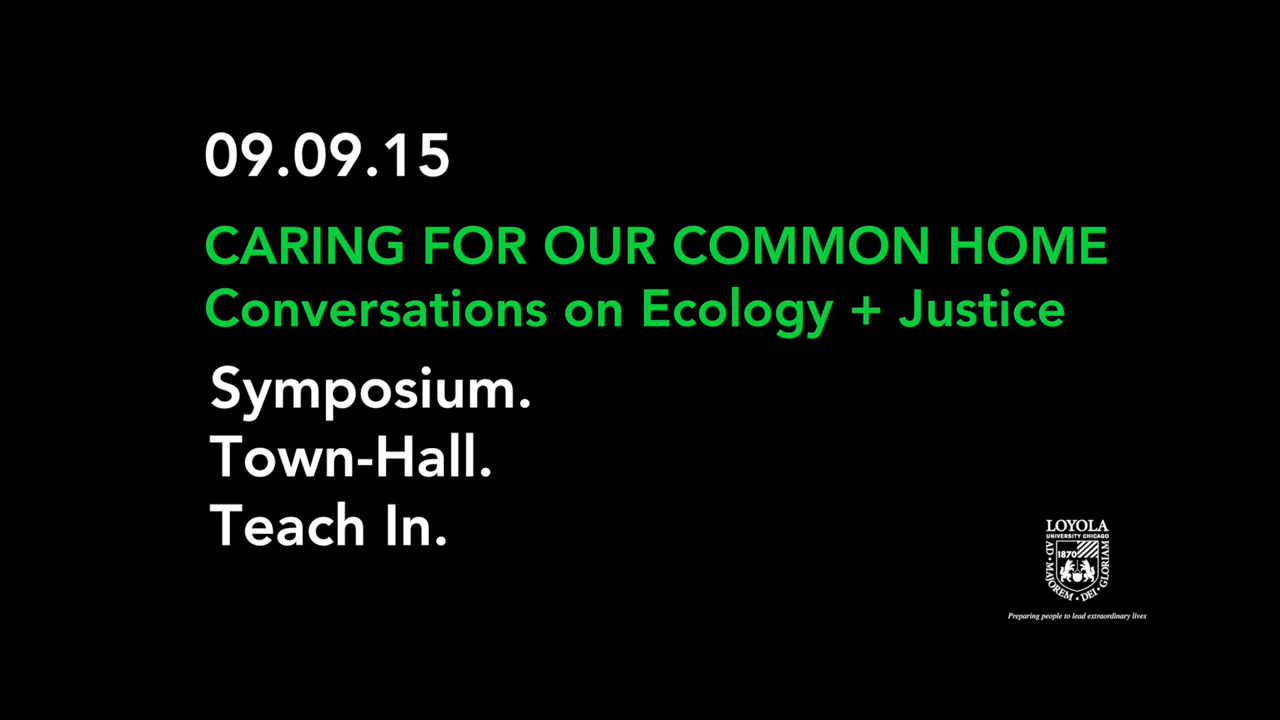 09.09.15
CARING FOR OUR COMMON HOME
Conversations on Ecology + Justice
Symposium.
Town-Hall.
Teach In.
LOYOLA
UNIVERSITY CHICAGO
1870
AD • MAJOREM • DEI • GLORIAM
Preparing people to lead extraordinary lives